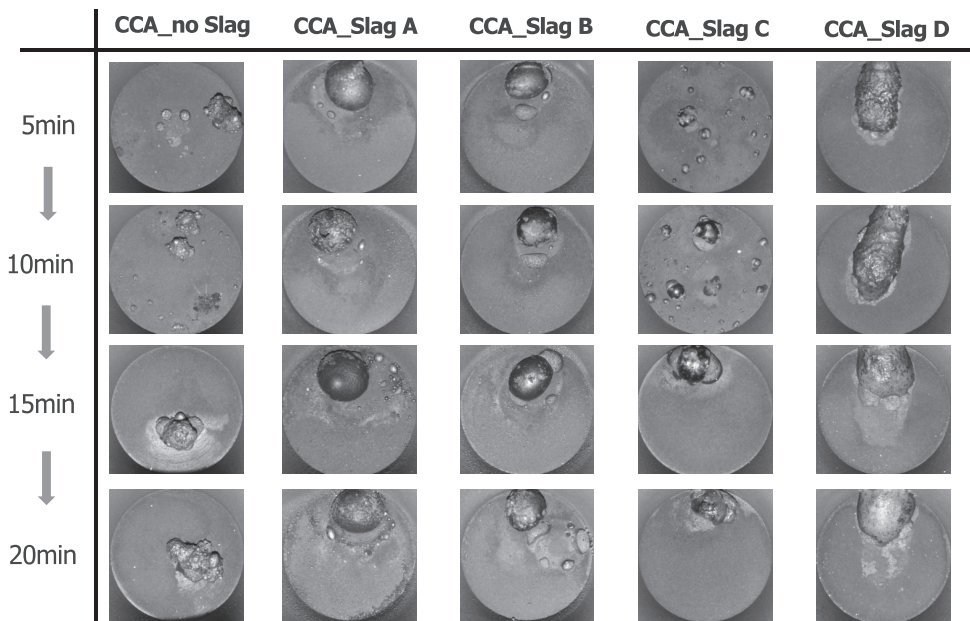 CCA_no Slag CCA_Slag A CCA_Slag B CCA_Slag C CCA_Slag D
5min
10min
15min
20min